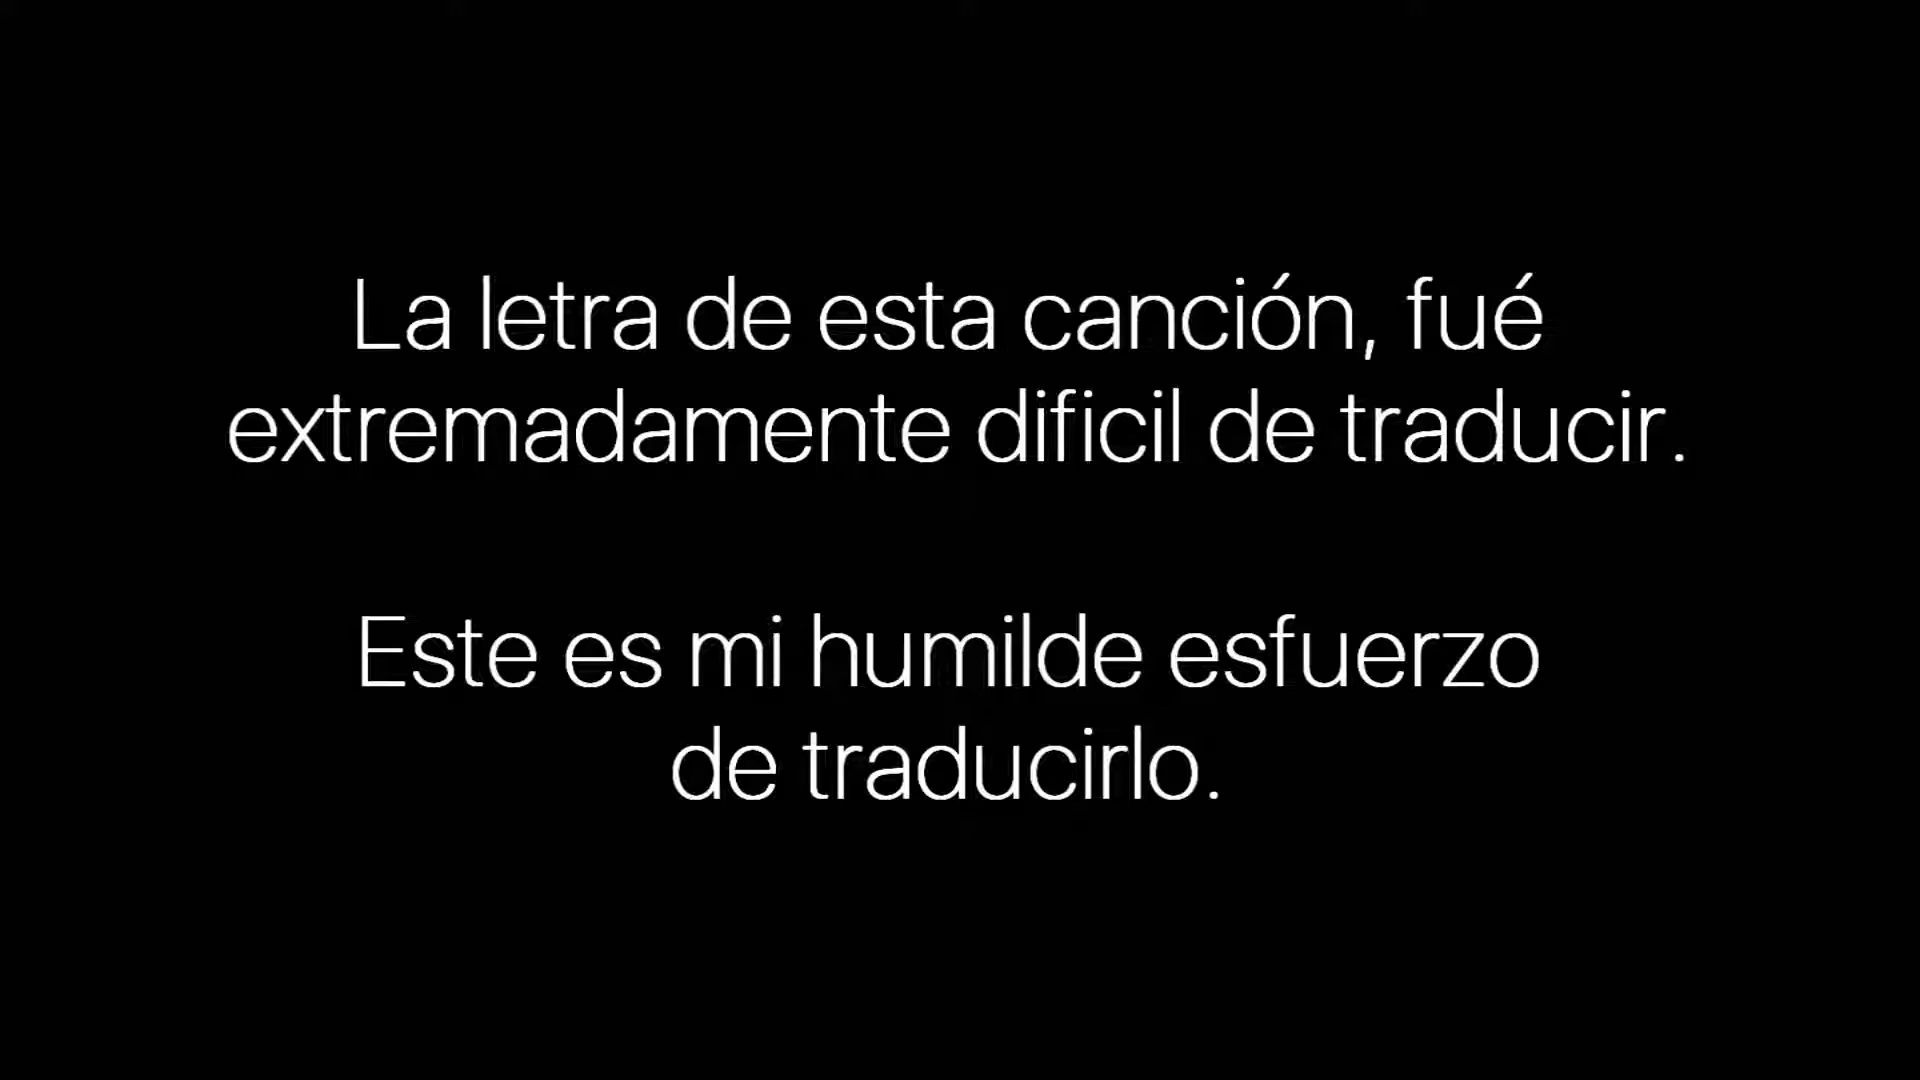 La letra de esta canción, fué
extremadamente dificil de traducir.
Este es mi humilde esfuerzo
de traducirlo.